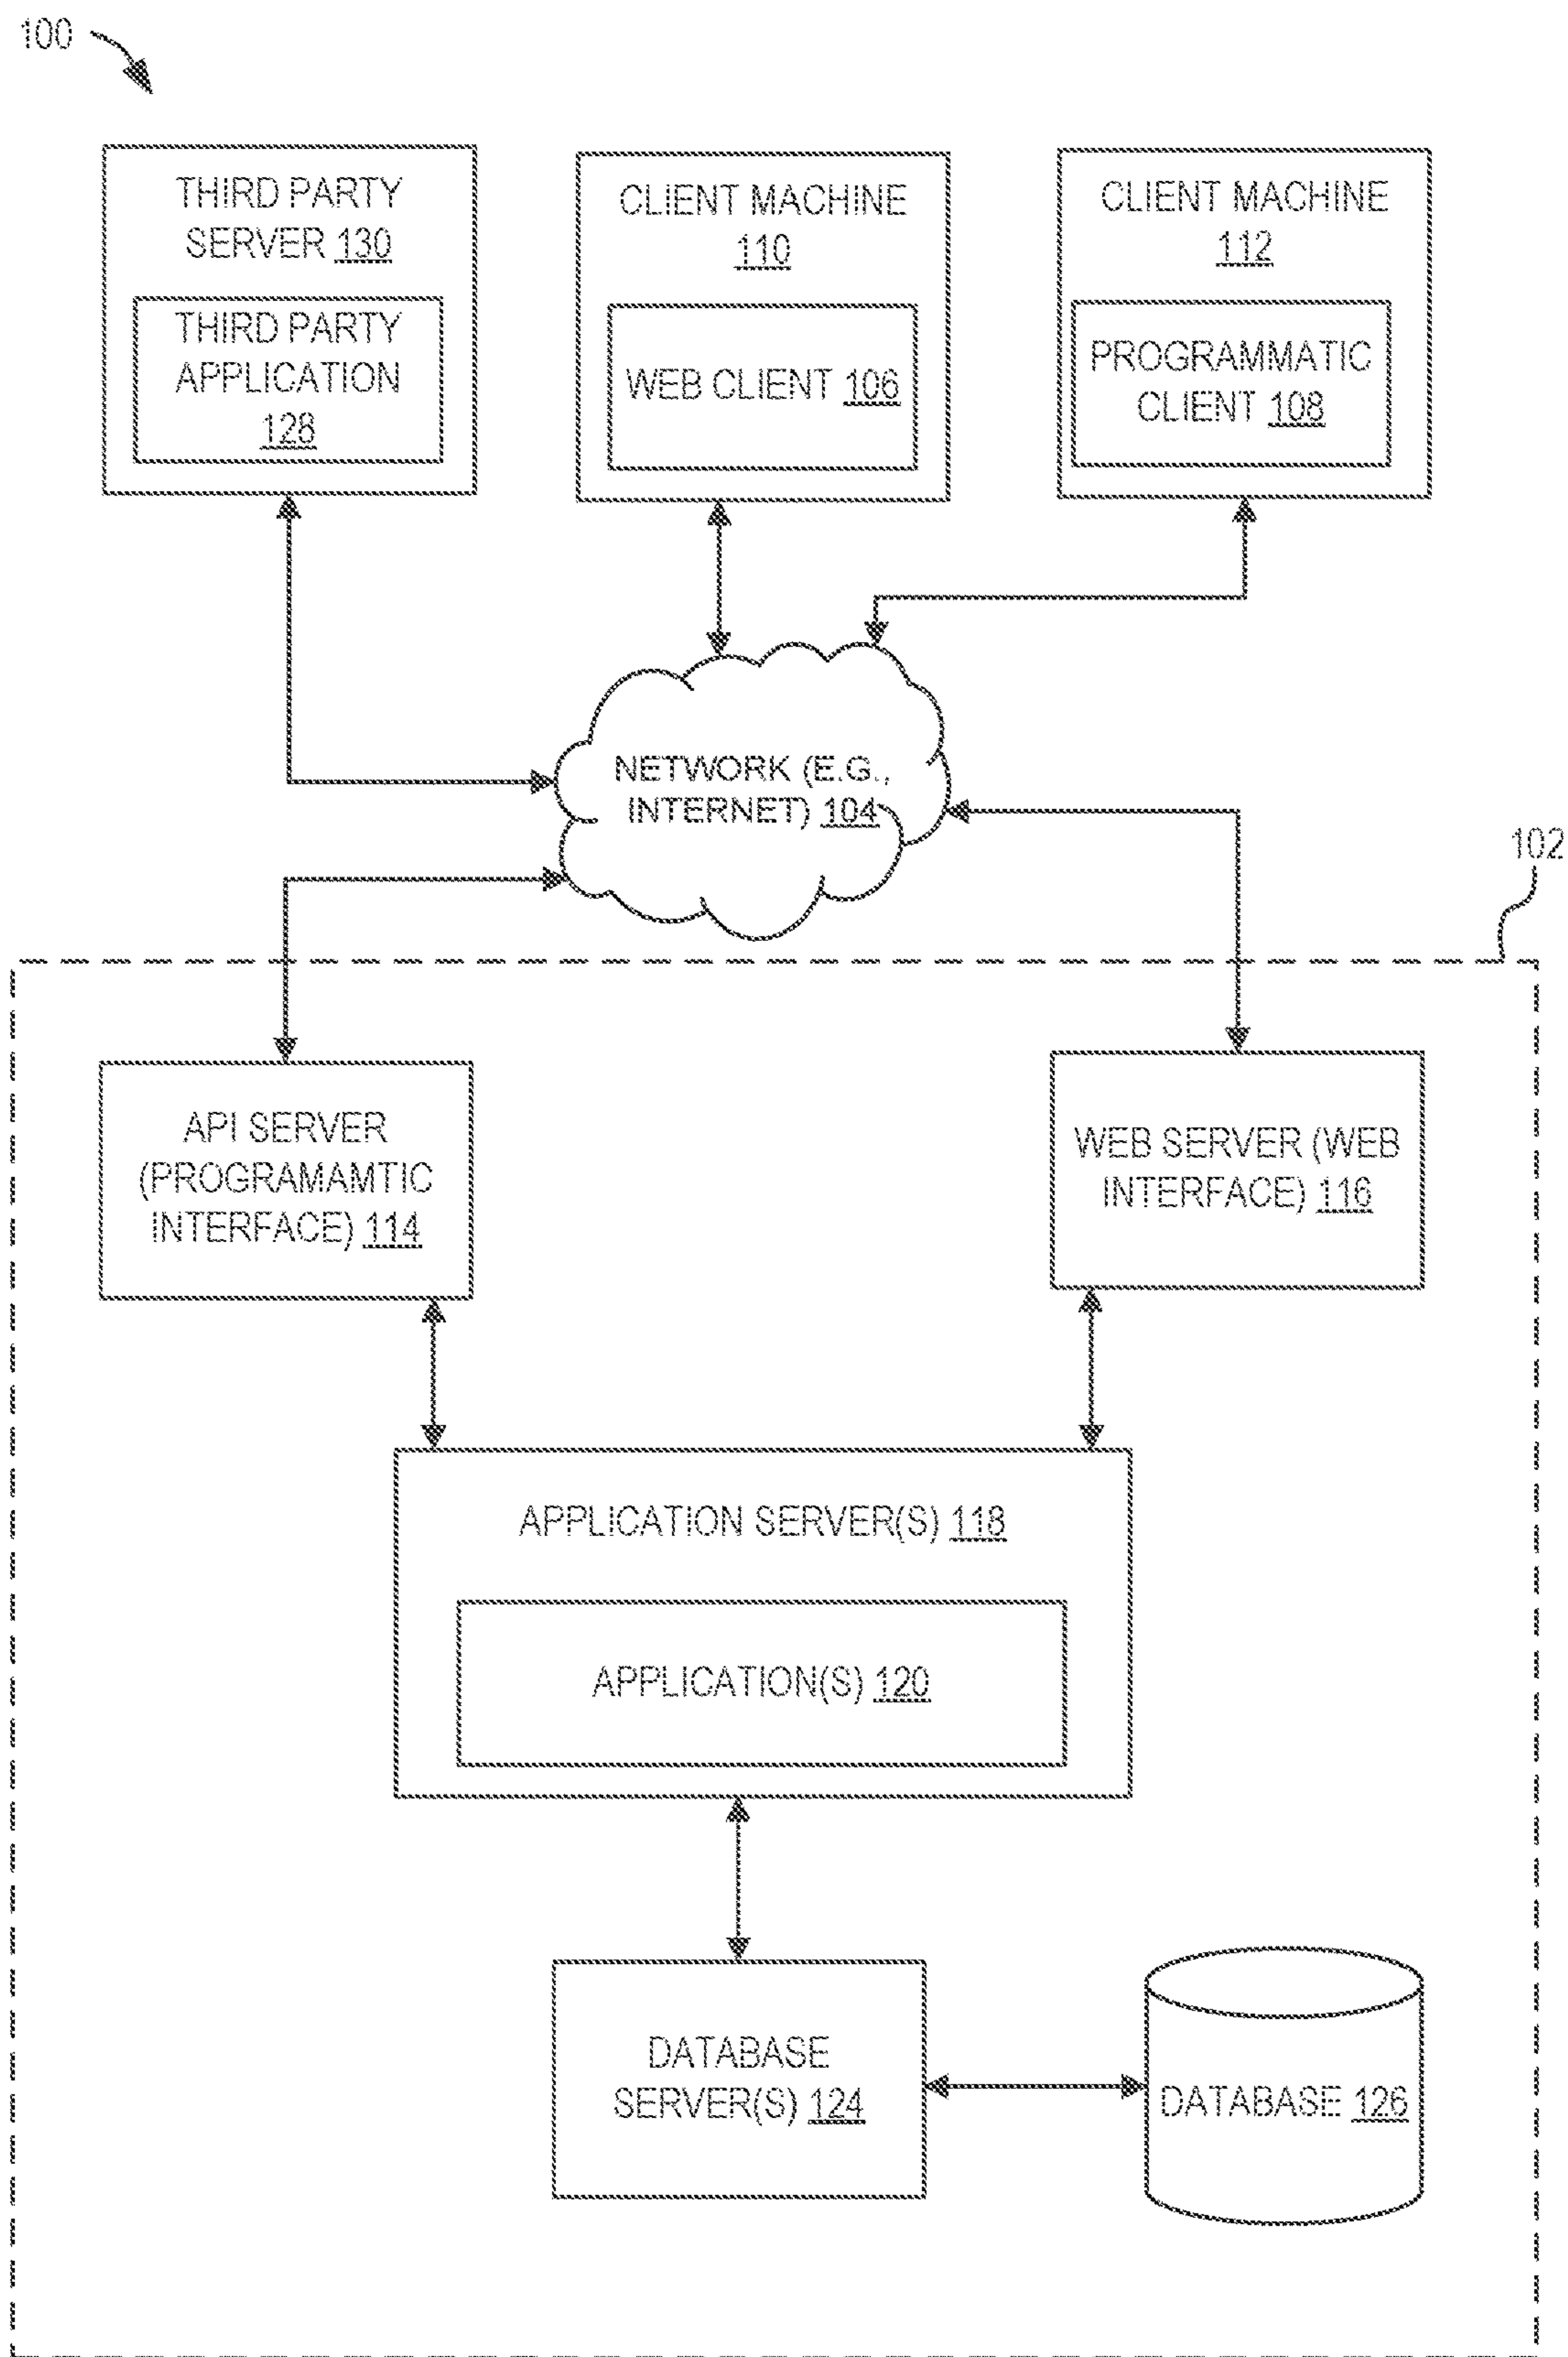 100
THIRD PARTY
SERVER 130
THIRD PARTY
APPLICATION
128
CLIENT MACHINE
110
WEB CLIENT 106
CLIENT MACHINE
112
PROGRAMMATIC
CLIENT 108
NETWORK (E.G.,
INTERNET) 104
102
API SERVER
(PROGRAMAMTIC
INTERFACE) 114
WEB SERVER (WEB
INTERFACE) 116
APPLICATION SERVER(S) 118
APPLICATION(S) 120
DATABASE
SERVER(S) 124
DATABASE 126